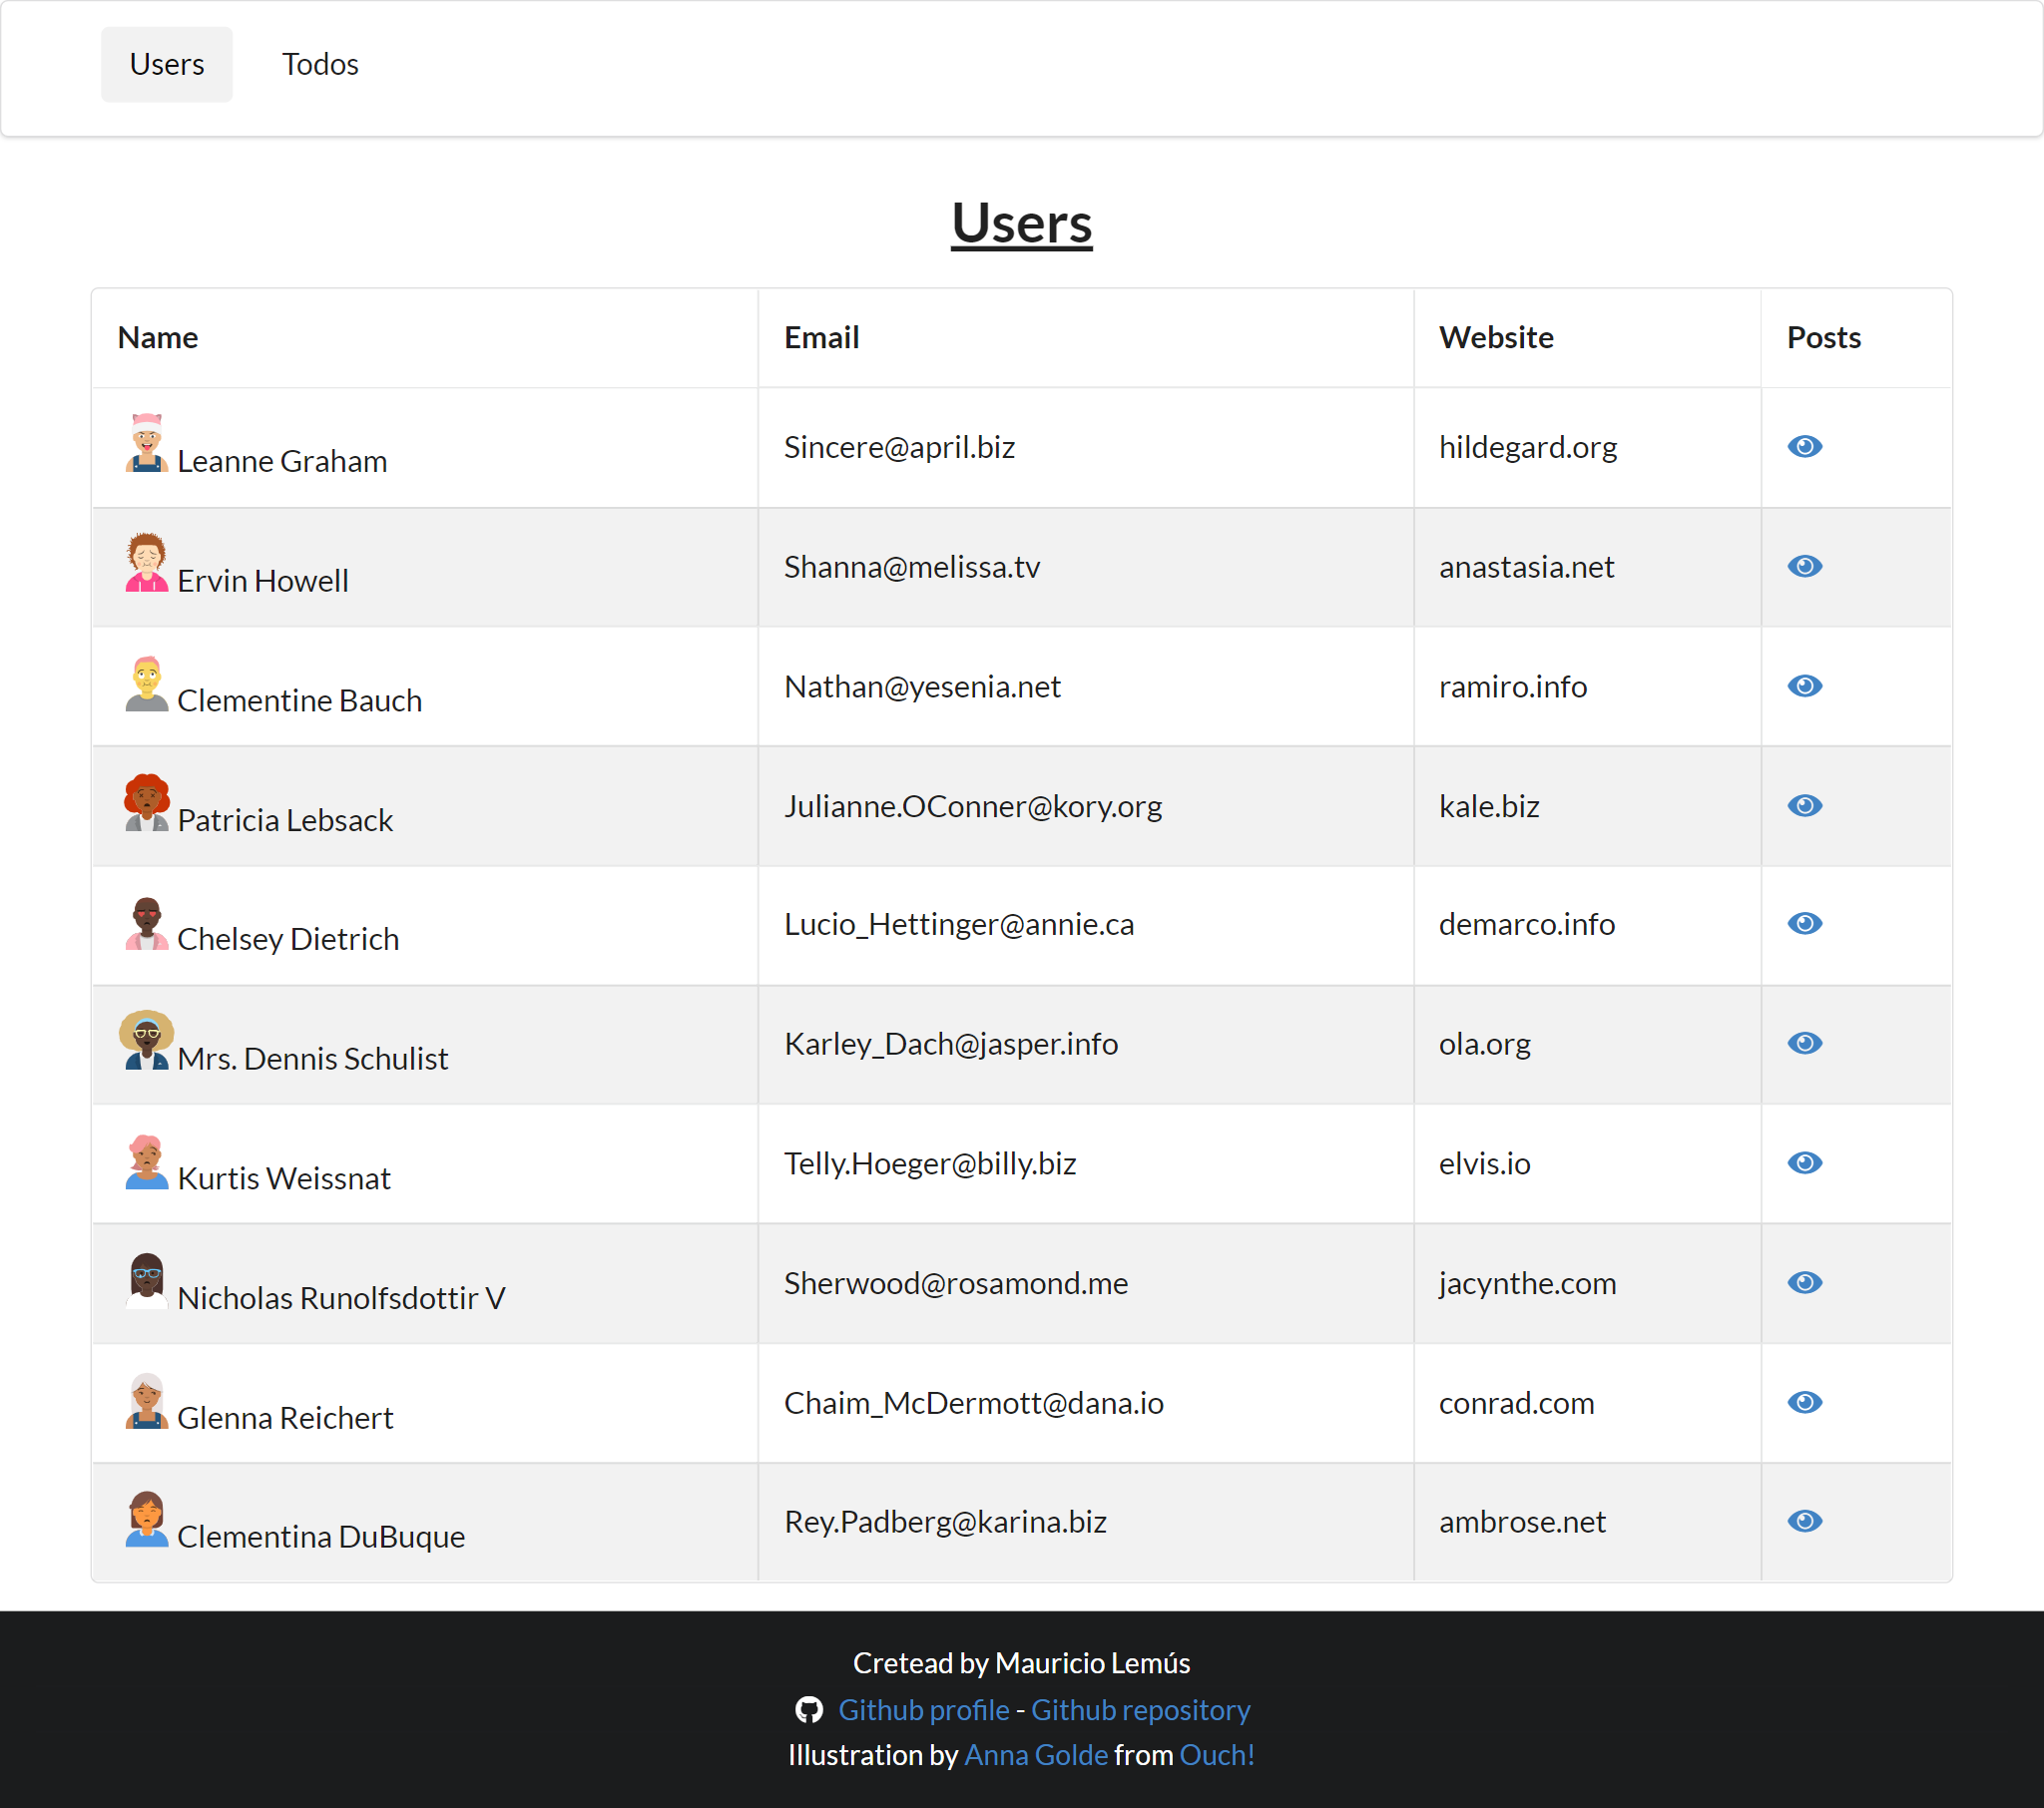 Users Todos
Users
Name Email Website Posts
Leanne Graham Sincere@april.biz hildegard.org
Ervin Howell Shanna@melissa.tv anastasia.net
Clementine Bauch Nathan@yesenia.net ramiro.info
Patricia Lebsack Julianne.OConner@kory.org kale.biz
Chelsey Dietrich Lucio_Hettinger@annie.ca demarco.info
Mrs. Dennis Schulist Karley_Dach@jasper.info ola.org
Kurtis Weissnat Telly.Hoeger@billy.biz elvis.io
Nicholas Runolfsdottir V Sherwood@rosamond.me jacynthe.com
Glenna Reichert Chaim_McDermott@dana.io conrad.com
Clementina DuBuque Rey.Padberg@karina.biz ambrose.net
Cretead by Mauricio Lemús
Github profile - Github repository
Illustration by Anna Golde from Ouch!